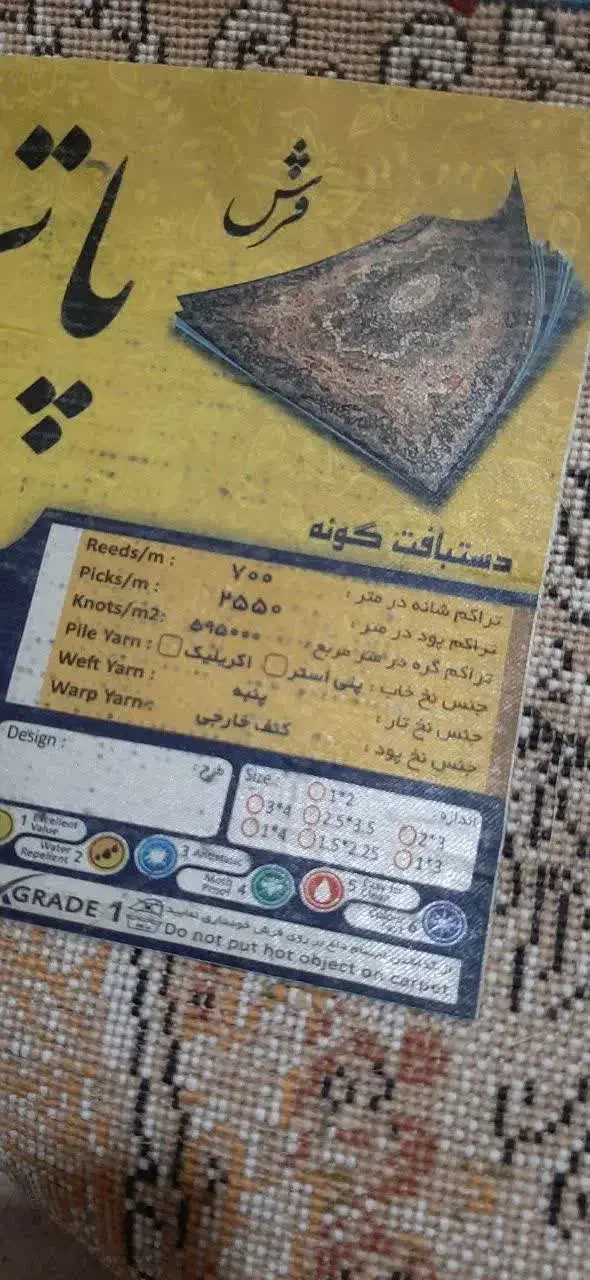 فرش
دستبافت گونه
Reeds/m : ۷۰۰ تراکم شانه در متر :
Picks/m : ۲۵۵۰ تراکم پود در متر :
Knots/m2: ۵۹۵۰۰۰۰ تراکم گره در متر مربع :
Pile Yarn : اکریلیک پلی استر جنس نخ خاب :
Weft Yarn : پنبه جنس نخ تار :
Warp Yarn : کنف خارجی جنس نخ پود :
Design : طرح :
Size : اندازه :
1*2
3*4 2.5*3.5 2*3
1*4 1.5*2.25 1*3
1 Excellent Value
Water Repellent 2
3
Moth Proof 4
5 Easy to Clean
6
GRADE 1
Do not put hot object on carpet